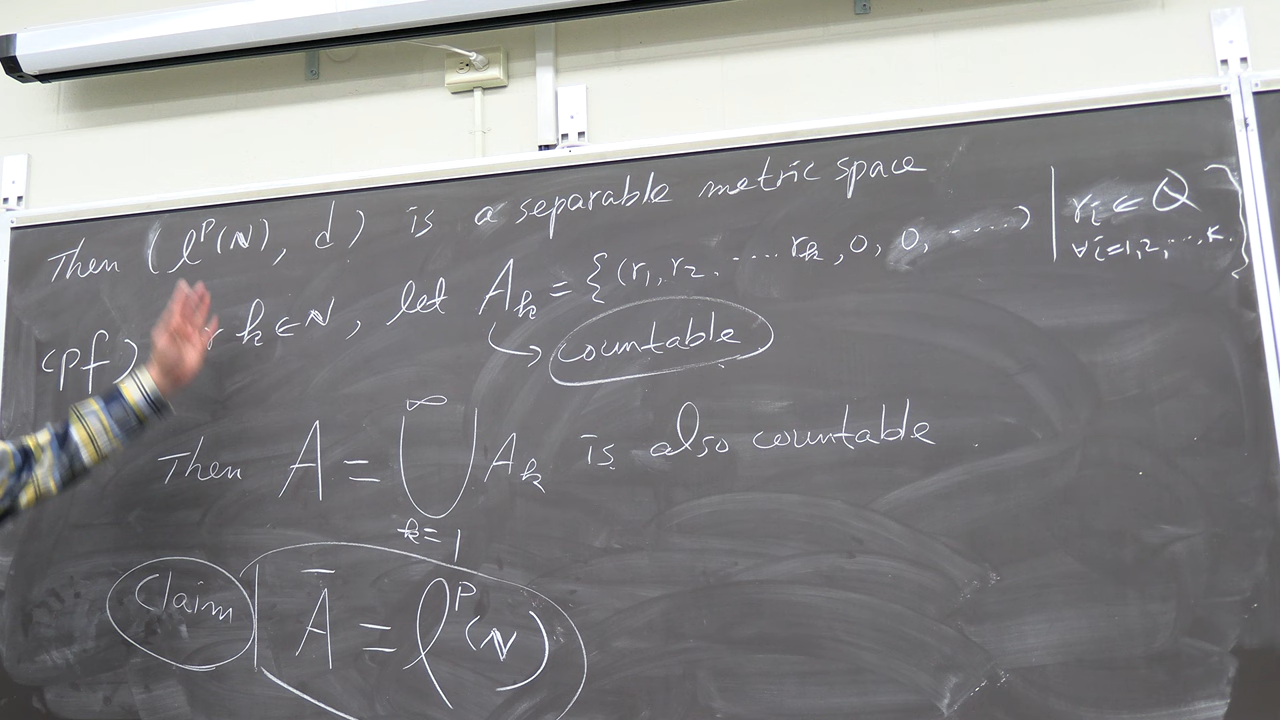 Then (ℓᵖ(ℕ), d) is a separable metric space
(pf) r k ∈ ℕ, let A_k = {(r₁, r₂, ..... r_k, 0, 0, ......) | r_i ∈ ℚ ∀i=1,2,...,k.}
countable
Then A = ⋃_{k=1}^∞ A_k is also countable.
Claim | Ā = ℓᵖ(ℕ)